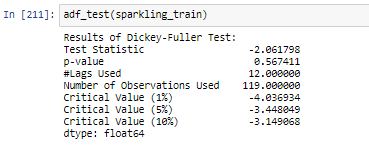 In [211]: adf_test(sparkling_train)
Results of Dickey-Fuller Test:
Test Statistic -2.061798
p-value 0.567411
#Lags Used 12.000000
Number of Observations Used 119.000000
Critical Value (1%) -4.036934
Critical Value (5%) -3.448049
Critical Value (10%) -3.149068
dtype: float64